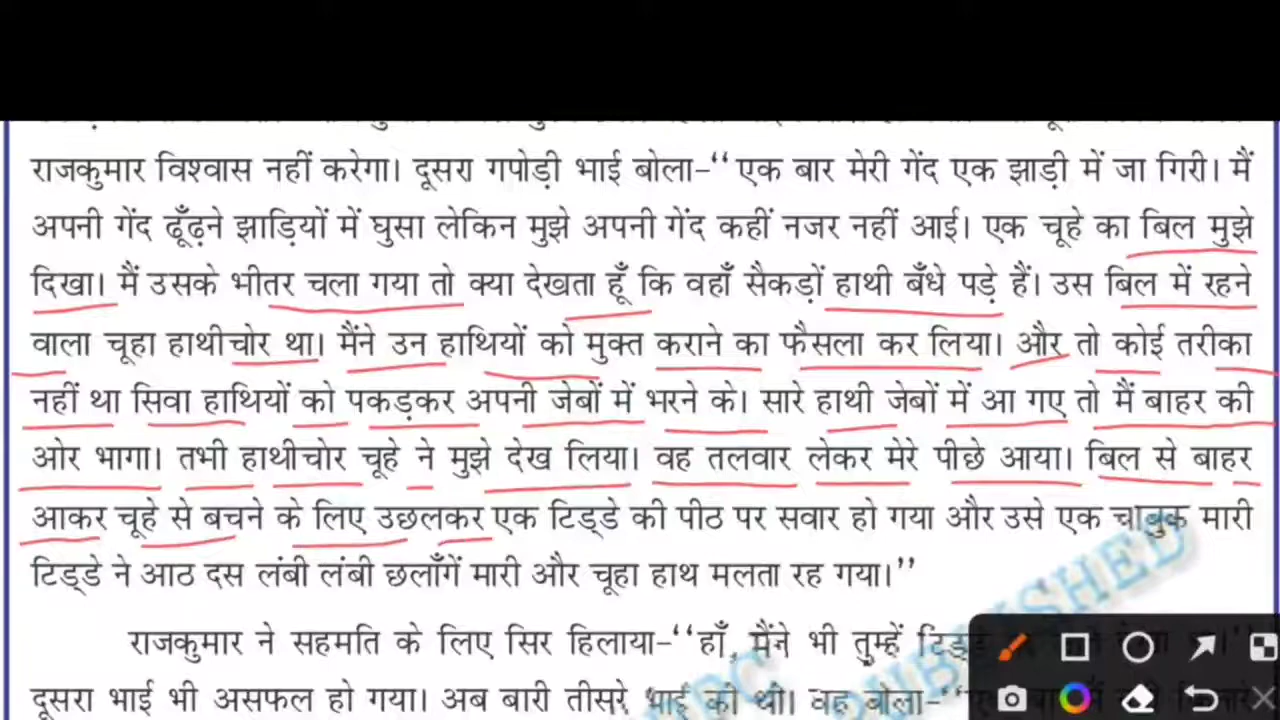 राजकुमार विश्वास नहीं करेगा। दूसरा गपोड़ी भाई बोला-‘‘एक बार मेरी गेंद एक झाड़ी में जा गिरी। मैं
अपनी गेंद ढूँढ़ने झाड़ियों में घुसा लेकिन मुझे अपनी गेंद कहीं नजर नहीं आई। एक चूहे का बिल मुझे
दिखा। मैं उसके भीतर चला गया तो क्या देखता हूँ कि वहाँ सैकड़ों हाथी बँधे पड़े हैं। उस बिल में रहने
वाला चूहा हाथीचोर था। मैंने उन हाथियों को मुक्त कराने का फैसला कर लिया। और तो कोई तरीका
नहीं था सिवा हाथियों को पकड़कर अपनी जेबों में भरने के। सारे हाथी जेबों में आ गए तो मैं बाहर की
ओर भागा। तभी हाथीचोर चूहे ने मुझे देख लिया। वह तलवार लेकर मेरे पीछे आया। बिल से बाहर
आकर चूहे से बचने के लिए उछलकर एक टिड्डे की पीठ पर सवार हो गया और उसे एक चाबुक मारी
टिड्डे ने आठ दस लंबी लंबी छलाँगें मारी और चूहा हाथ मलता रह गया।’’
राजकुमार ने सहमति के लिए सिर हिलाया-‘‘हाँ, मैंने भी तुम्हें
दूसरा भाई भी असफल हो गया। अब बारी तीसरे भाई की थी। वह बोला-